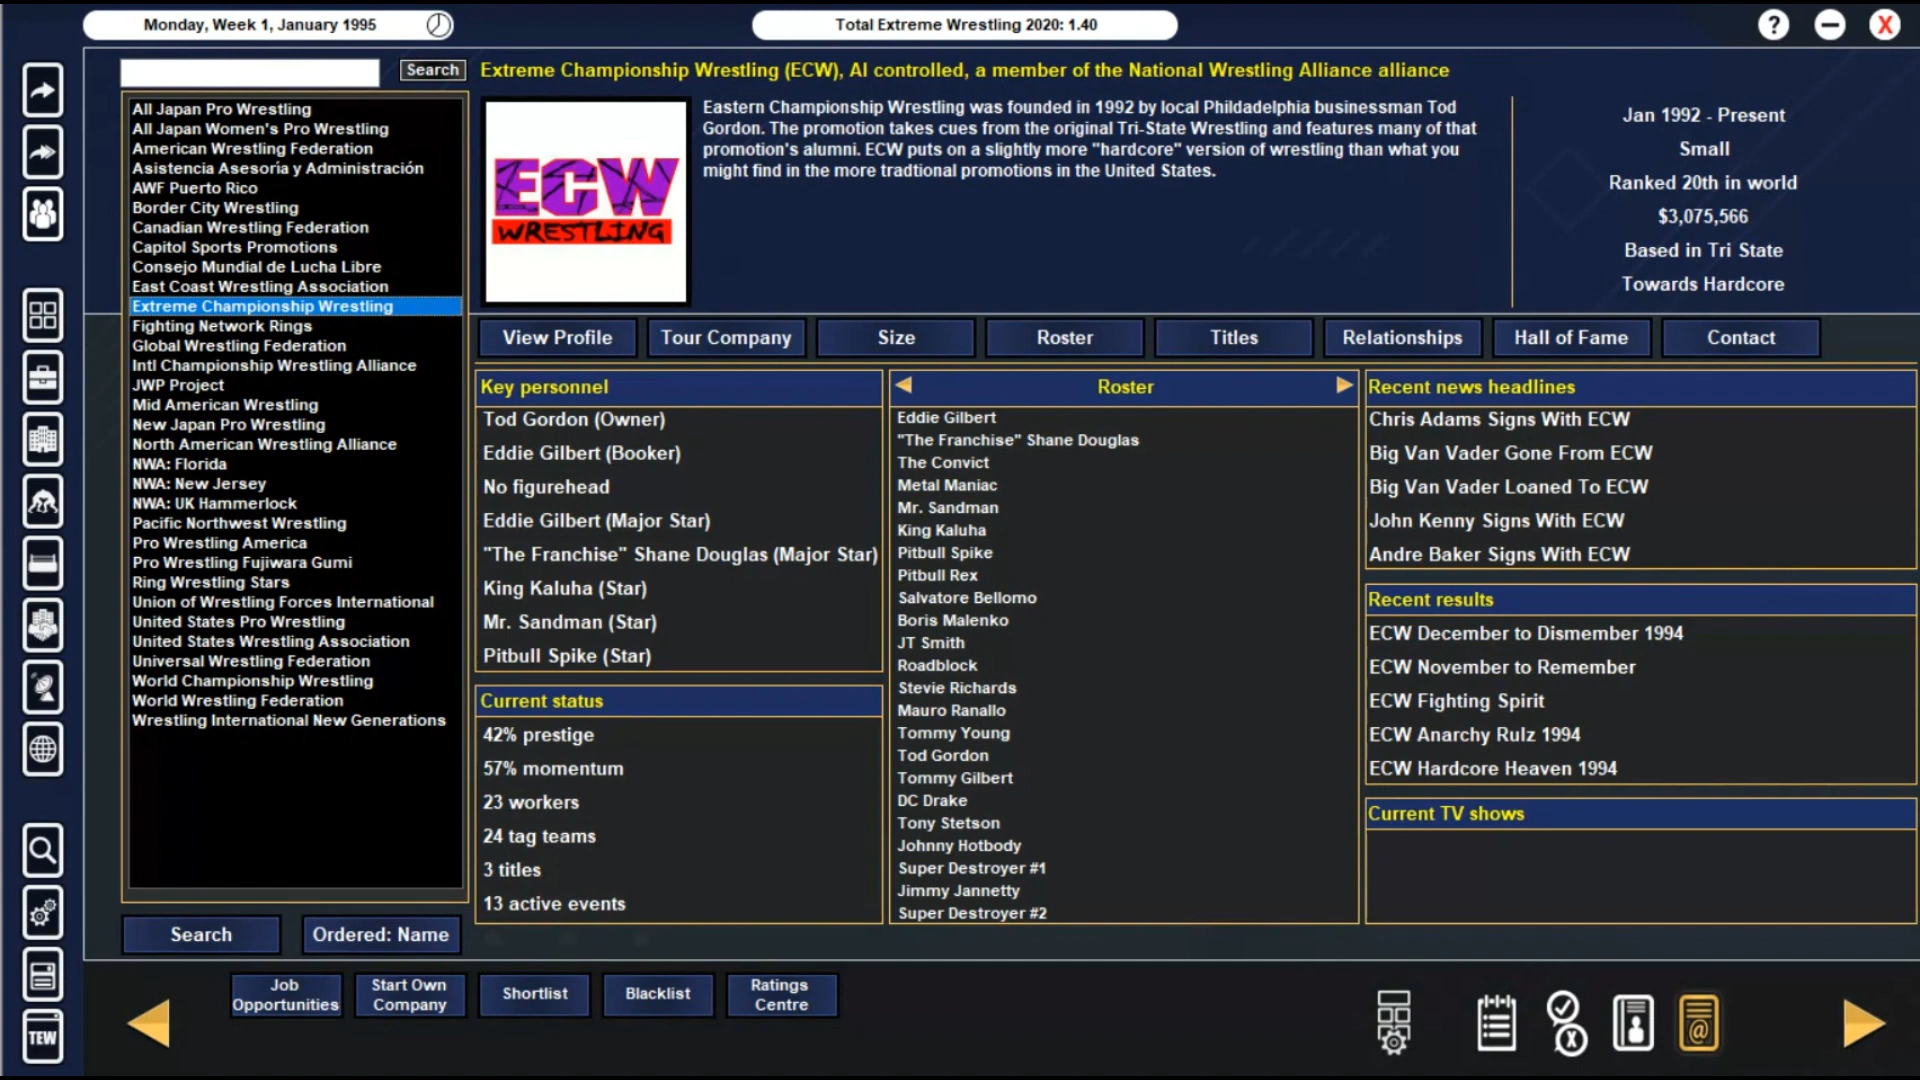 Monday, Week 1, January 1995
Total Extreme Wrestling 2020: 1.40
?
X
Search
Extreme Championship Wrestling (ECW), AI controlled, a member of the National Wrestling Alliance alliance
All Japan Pro Wrestling
All Japan Women's Pro Wrestling
American Wrestling Federation
Asistencia Asesoría y Administración
AWF Puerto Rico
Border City Wrestling
Canadian Wrestling Federation
Capitol Sports Promotions
Consejo Mundial de Lucha Libre
East Coast Wrestling Association
Extreme Championship Wrestling
Fighting Network Rings
Global Wrestling Federation
Intl Championship Wrestling Alliance
JWP Project
Mid American Wrestling
New Japan Pro Wrestling
North American Wrestling Alliance
NWA: Florida
NWA: New Jersey
NWA: UK Hammerlock
Pacific Northwest Wrestling
Pro Wrestling America
Pro Wrestling Fujiwara Gumi
Ring Wrestling Stars
Union of Wrestling Forces International
United States Pro Wrestling
United States Wrestling Association
Universal Wrestling Federation
World Championship Wrestling
World Wrestling Federation
Wrestling International New Generations
Search
Ordered: Name
ECW
WRESTLING
Eastern Championship Wrestling was founded in 1992 by local Phildadelphia businessman Tod
Gordon. The promotion takes cues from the original Tri-State Wrestling and features many of that
promotion's alumni. ECW puts on a slightly more "hardcore" version of wrestling than what you
might find in the more tradtional promotions in the United States.
Jan 1992 - Present
Small
Ranked 20th in world
$3,075,566
Based in Tri State
Towards Hardcore
View Profile
Tour Company
Size
Roster
Titles
Relationships
Hall of Fame
Contact
Key personnel
Tod Gordon (Owner)
Eddie Gilbert (Booker)
No figurehead
Eddie Gilbert (Major Star)
"The Franchise" Shane Douglas (Major Star)
King Kaluha (Star)
Mr. Sandman (Star)
Pitbull Spike (Star)
Current status
42% prestige
57% momentum
23 workers
24 tag teams
3 titles
13 active events
Roster
Eddie Gilbert
"The Franchise" Shane Douglas
The Convict
Metal Maniac
Mr. Sandman
King Kaluha
Pitbull Spike
Pitbull Rex
Salvatore Bellomo
Boris Malenko
JT Smith
Roadblock
Stevie Richards
Mauro Ranallo
Tommy Young
Tod Gordon
Tommy Gilbert
DC Drake
Tony Stetson
Johnny Hotbody
Super Destroyer #1
Jimmy Jannetty
Super Destroyer #2
Recent news headlines
Chris Adams Signs With ECW
Big Van Vader Gone From ECW
Big Van Vader Loaned To ECW
John Kenny Signs With ECW
Andre Baker Signs With ECW
Recent results
ECW December to Dismember 1994
ECW November to Remember
ECW Fighting Spirit
ECW Anarchy Rulz 1994
ECW Hardcore Heaven 1994
Current TV shows
TEW
Job
Opportunities
Start Own
Company
Shortlist
Blacklist
Ratings
Centre
X
@